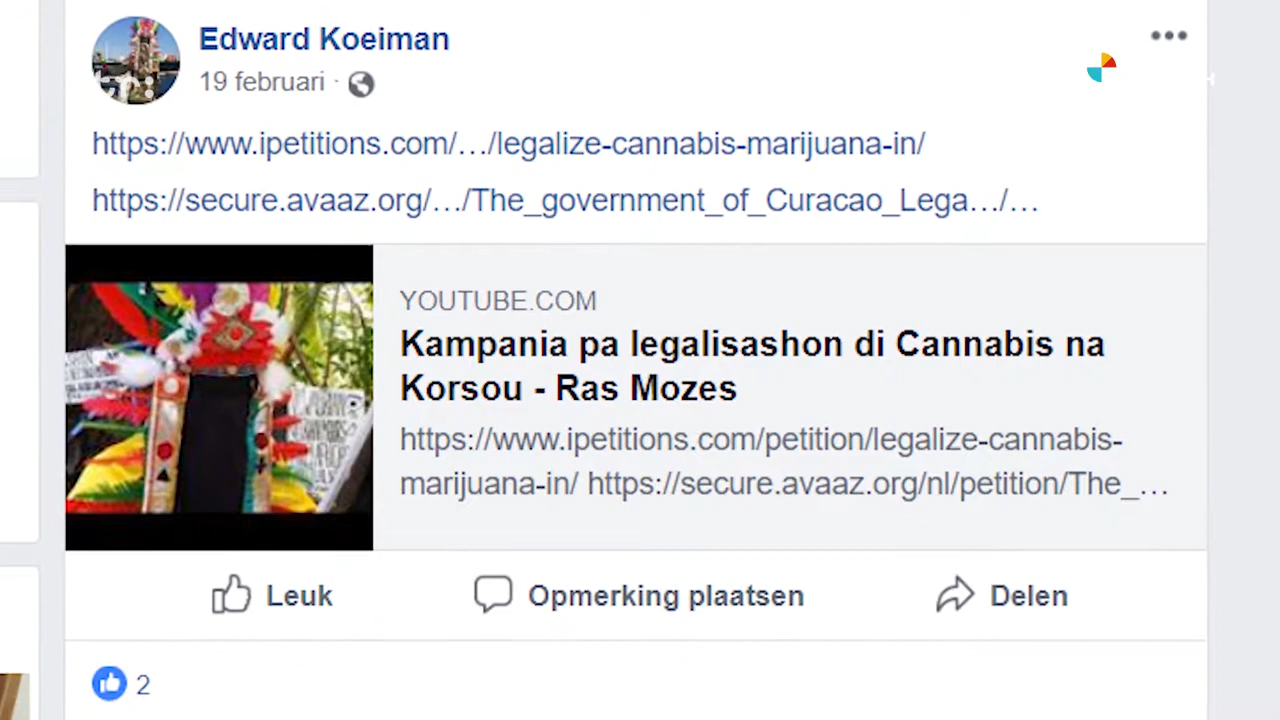 Edward Koeiman
19 februari ·
https://www.ipetitions.com/…/legalize-cannabis-marijuana-in/
https://secure.avaaz.org/…/The_government_of_Curacao_Lega…/…
YOUTUBE.COM
Kampania pa legalisashon di Cannabis na
Korsou - Ras Mozes
https://www.ipetitions.com/petition/legalize-cannabis-
marijuana-in/ https://secure.avaaz.org/nl/petition/The_…
Leuk
Opmerking plaatsen
Delen
2